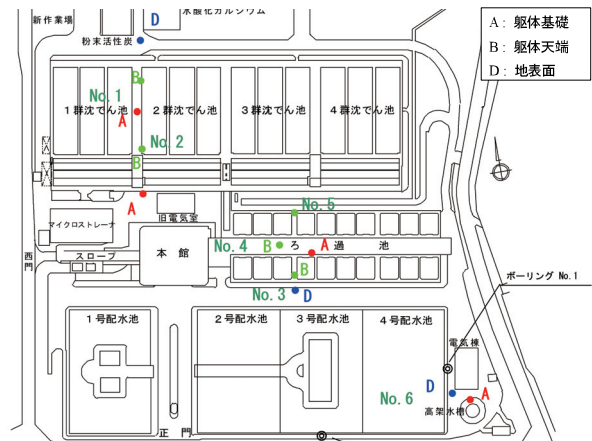 新作業場
D
水酸化カルシウム
粉末活性炭
A: 躯体基礎
B: 躯体天端
D: 地表面
B
No.1
1群沈でん池
2群沈でん池
3群沈でん池
4群沈でん池
A
No.2
B
A
旧電気室
No.5
マイクロストレーナ
西門
スロープ
本館
No.4
B
ろ過池
A
B
No.3
D
ボーリング No.1
1号配水池
2号配水池
3号配水池
4号配水池
電気棟
D
A
No.6
高架水槽
正門